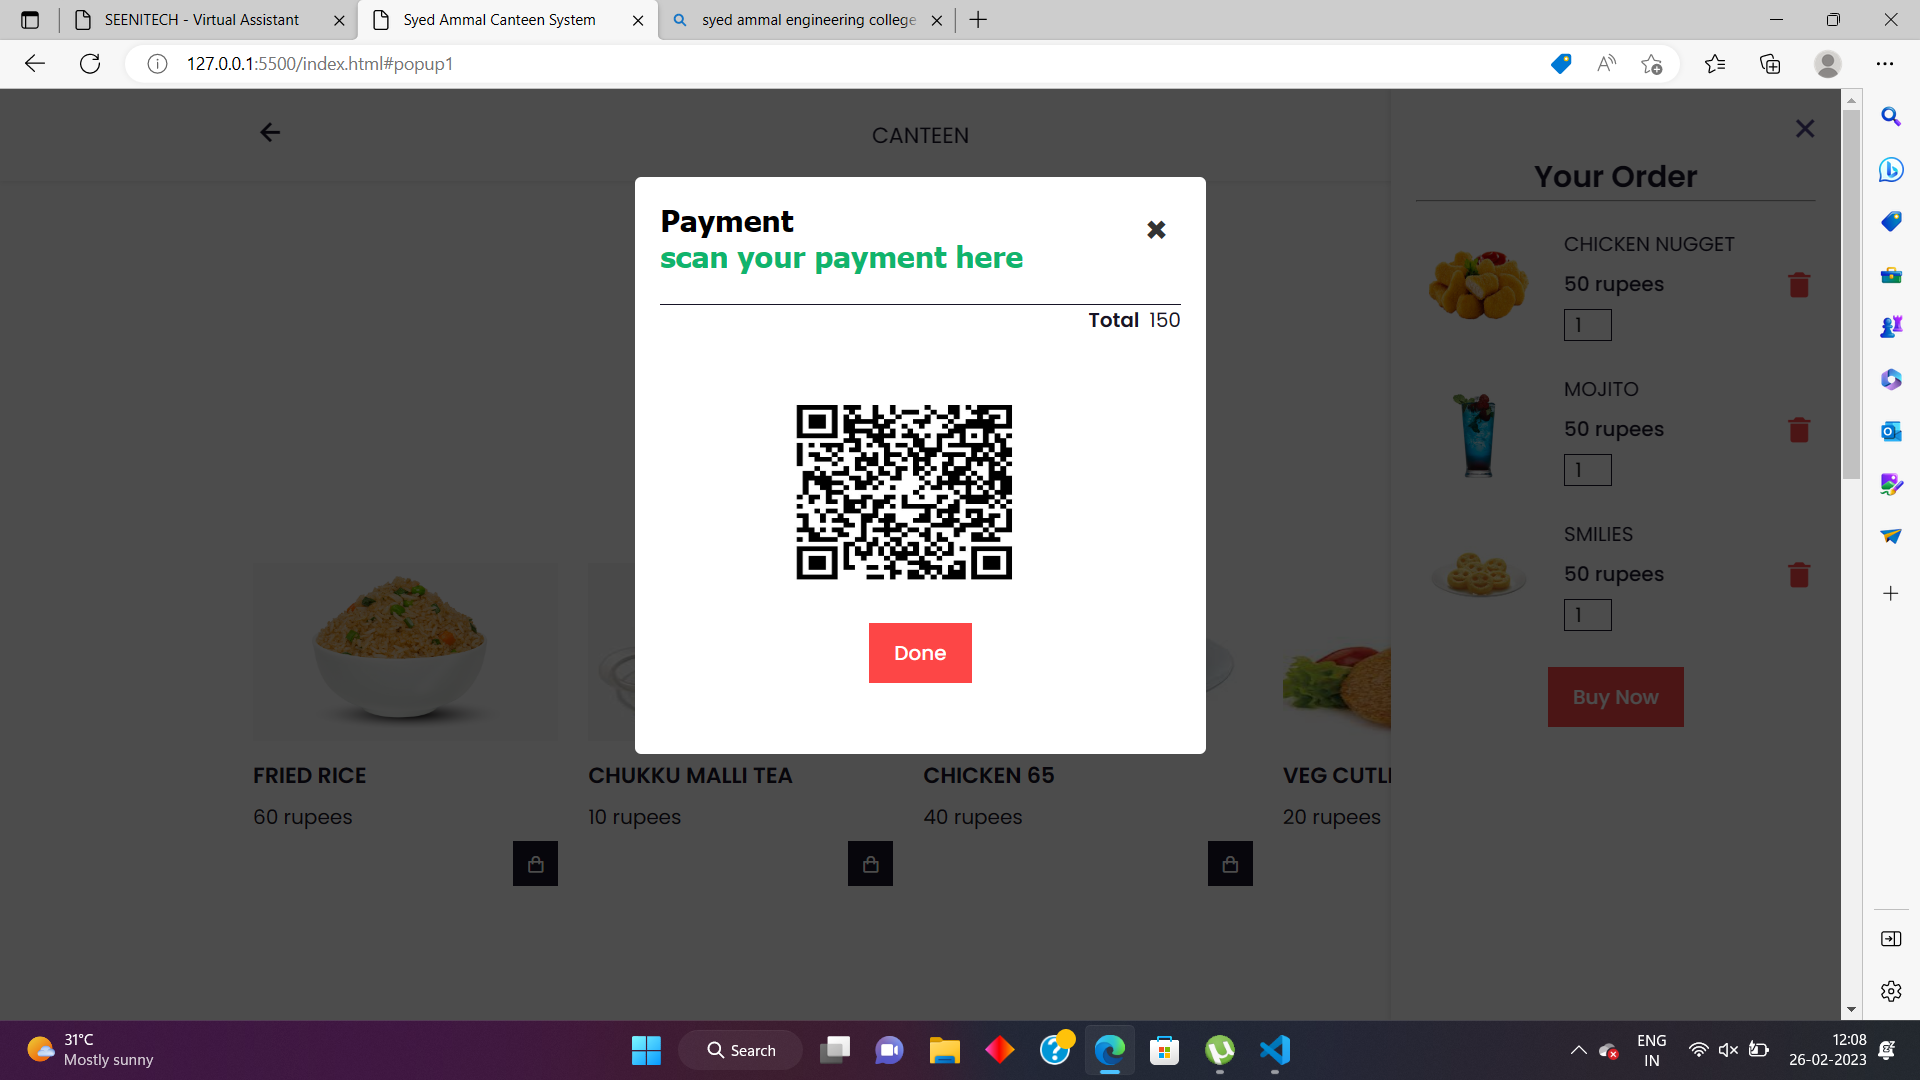 SEENITECH - Virtual Assistant
Syed Ammal Canteen System
syed ammal engineering college
127.0.0.1:5500/index.html#popup1
CANTEEN
Your Order
CHICKEN NUGGET
50 rupees
1
MOJITO
50 rupees
1
SMILIES
50 rupees
1
Buy Now
Payment
scan your payment here
Total 150
Done
FRIED RICE
60 rupees
CHUKKU MALLI TEA
10 rupees
CHICKEN 65
40 rupees
VEG CUTL
20 rupees
31°C
Mostly sunny
Search
ENG
IN
12:08
26-02-2023